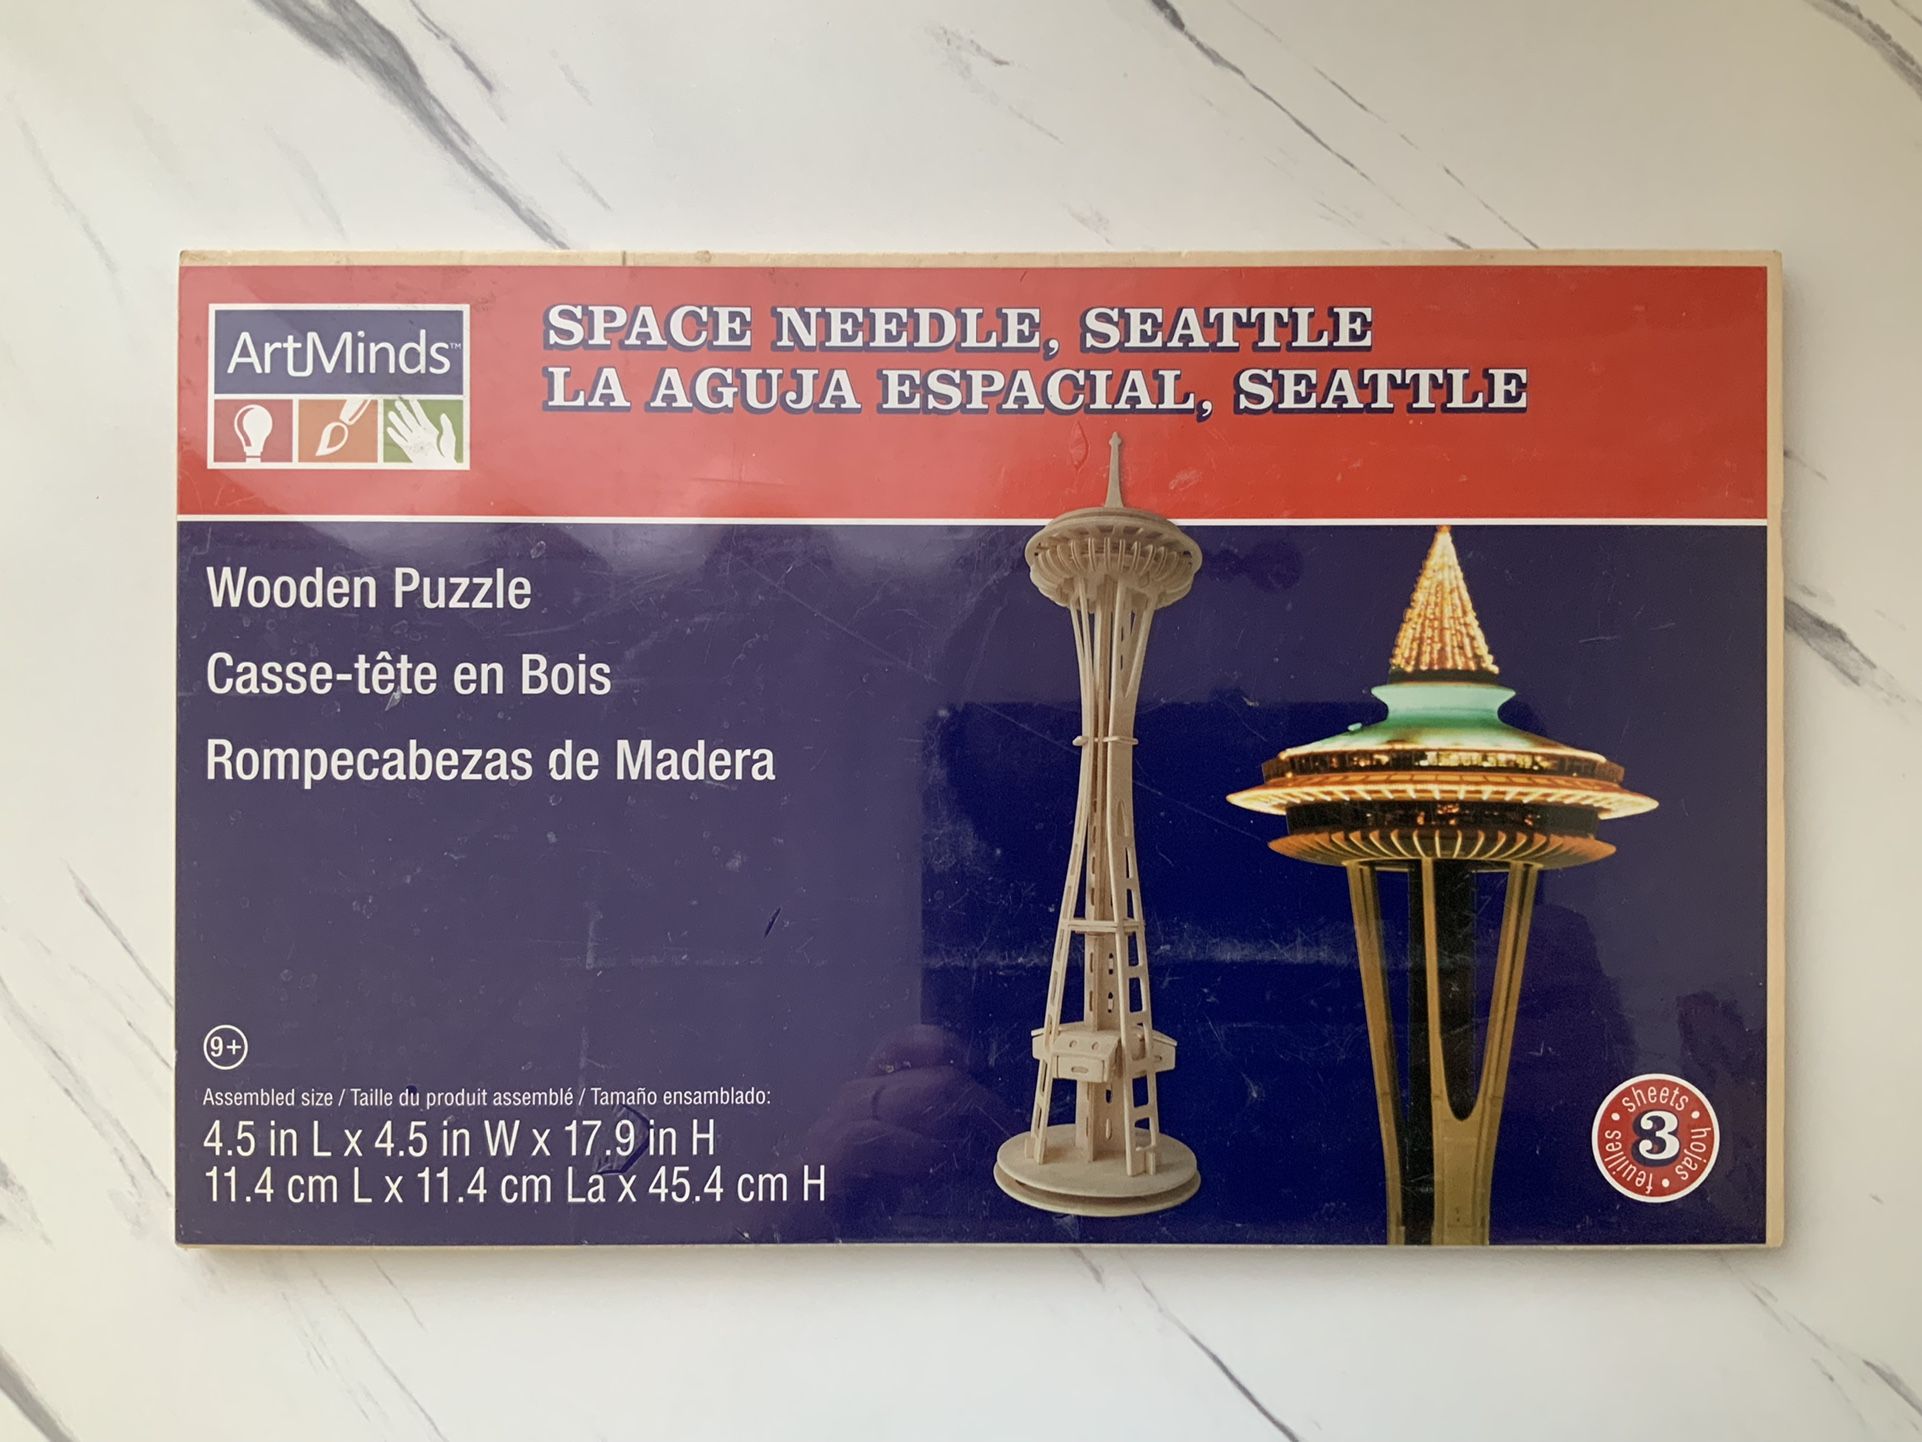 ArtMinds™
SPACE NEEDLE, SEATTLE
LA AGUJA ESPACIAL, SEATTLE
Wooden Puzzle
Casse-tête en Bois
Rompecabezas de Madera
9+
Assembled size / Taille du produit assemblé / Tamaño ensamblado:
4.5 in L x 4.5 in W x 17.9 in H
11.4 cm L x 11.4 cm La x 45.4 cm H
• sheets • hojas • feuilles
3